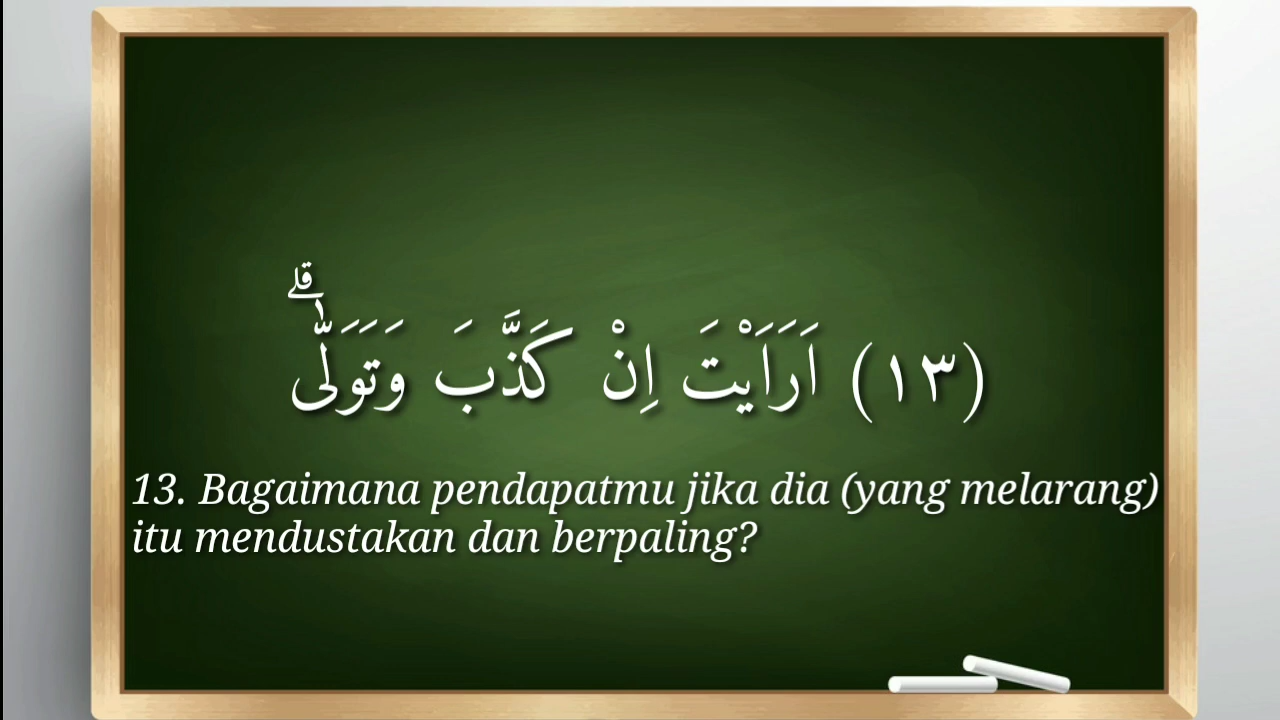 (١٣) اَرَاَيْتَ اِنْ كَذَّبَ وَتَوَلّٰىۗ
13. Bagaimana pendapatmu jika dia (yang melarang)
itu mendustakan dan berpaling?